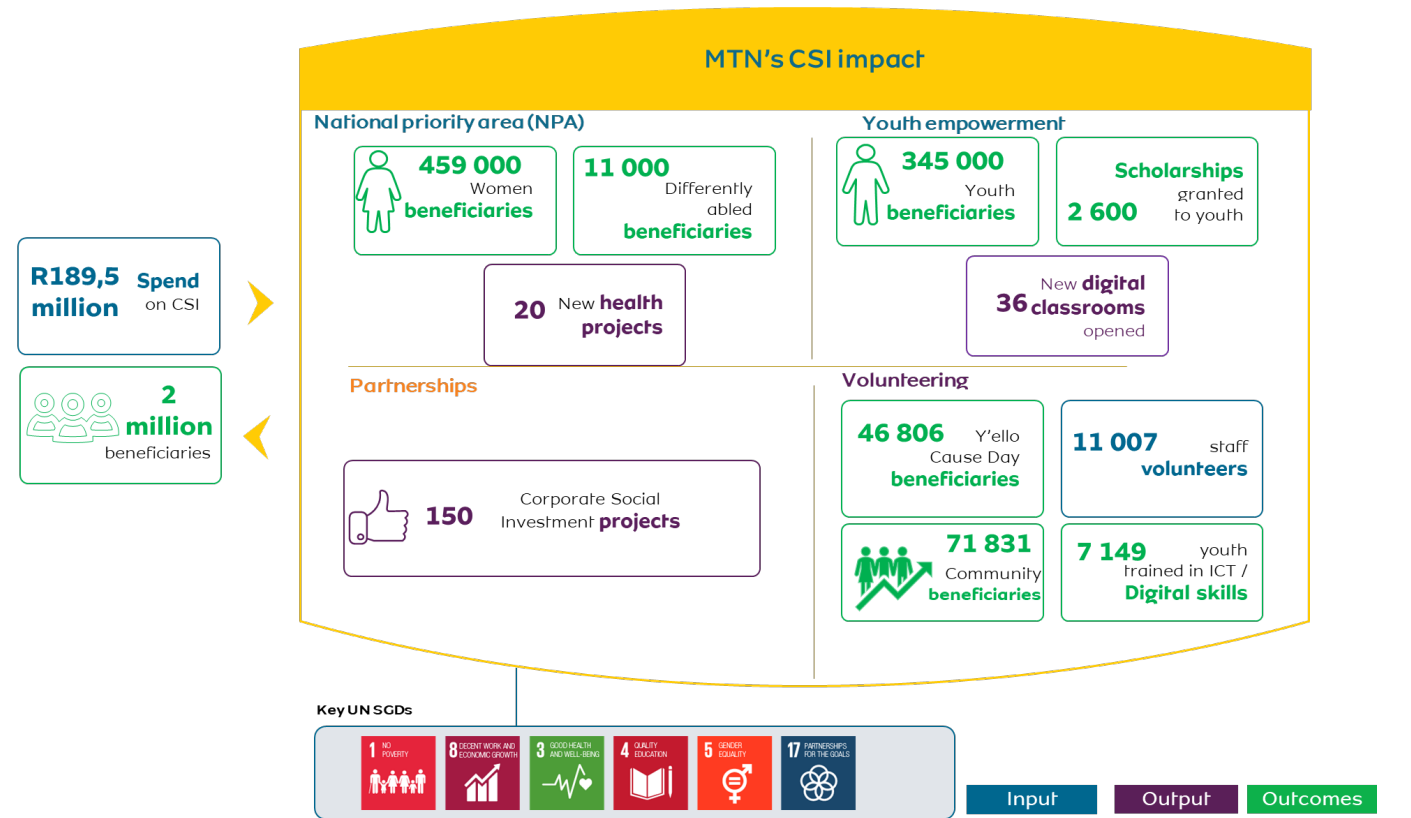 MTN's CSI impact
National priority area (NPA)
459 000
Women
beneficiaries
11 000
Differently
abled
beneficiaries
20 New health
projects
Youth empowerment
345 000
Youth
beneficiaries
Scholarships
granted
2 600 to youth
New digital
36 classrooms
opened
R189,5 Spend
million on CSI
2
million
beneficiaries
Partnerships
150 Corporate Social
Investment projects
Volunteering
46 806 Y'ello
Cause Day
beneficiaries
11 007 staff
volunteers
71 831
Community
beneficiaries
7 149 youth
trained in ICT /
Digital skills
Key UN SGDs
1 NO
POVERTY
8 DECENT WORK AND
ECONOMIC GROWTH
3 GOOD HEALTH
AND WELL-BEING
4 QUALITY
EDUCATION
5 GENDER
EQUALITY
17 PARTNERSHIPS
FOR THE GOALS
Input
Output
Outcomes